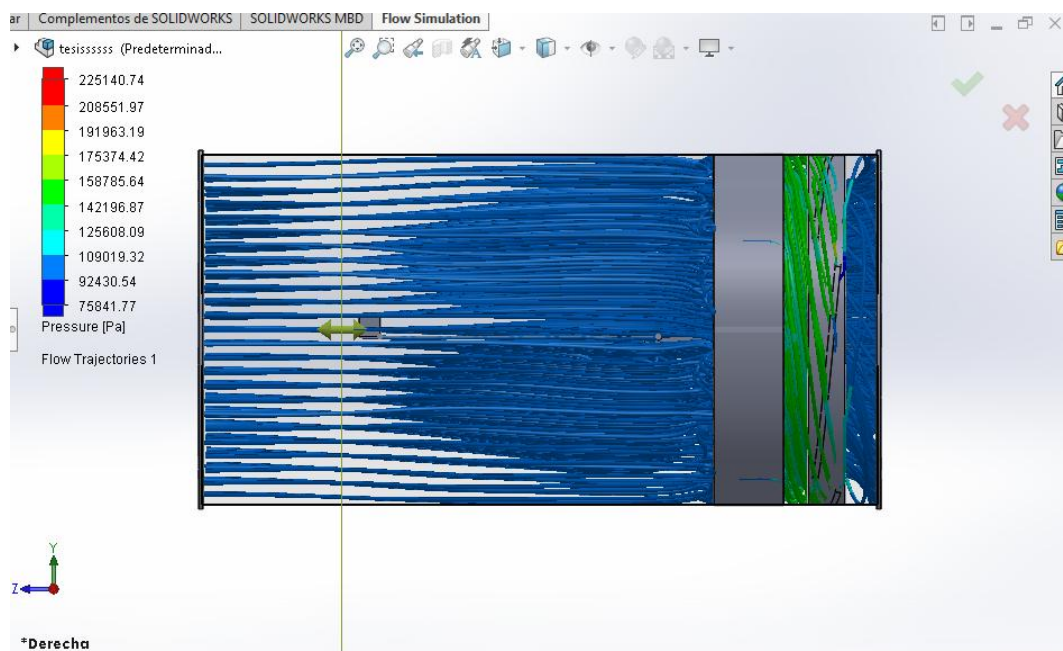 ar Complementos de SOLIDWORKS SOLIDWORKS MBD Flow Simulation
tesisssssss (Predeterminad...
225140.74
208551.97
191963.19
175374.42
158785.64
142196.87
125608.09
109019.32
92430.54
75841.77
Pressure [Pa]
Flow Trajectories 1
Y
Z
*Derecha